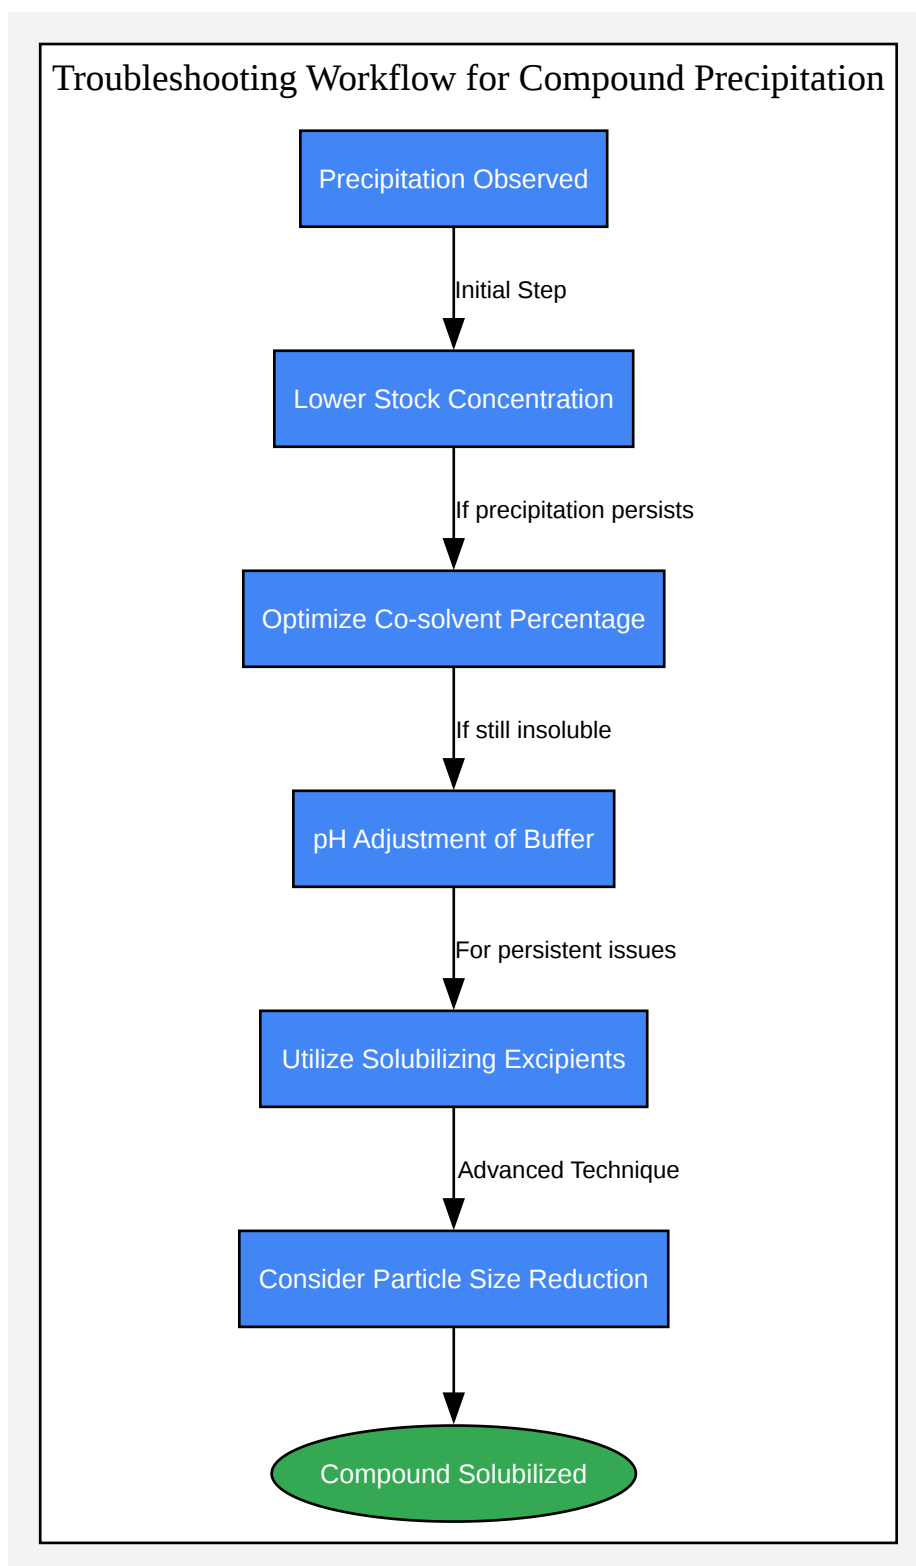 Troubleshooting Workflow for Compound Precipitation
Precipitation Observed
Initial Step
Lower Stock Concentration
If precipitation persists
Optimize Co-solvent Percentage
If still insoluble
pH Adjustment of Buffer
For persistent issues
Utilize Solubilizing Excipients
Advanced Technique
Consider Particle Size Reduction
Compound Solubilized